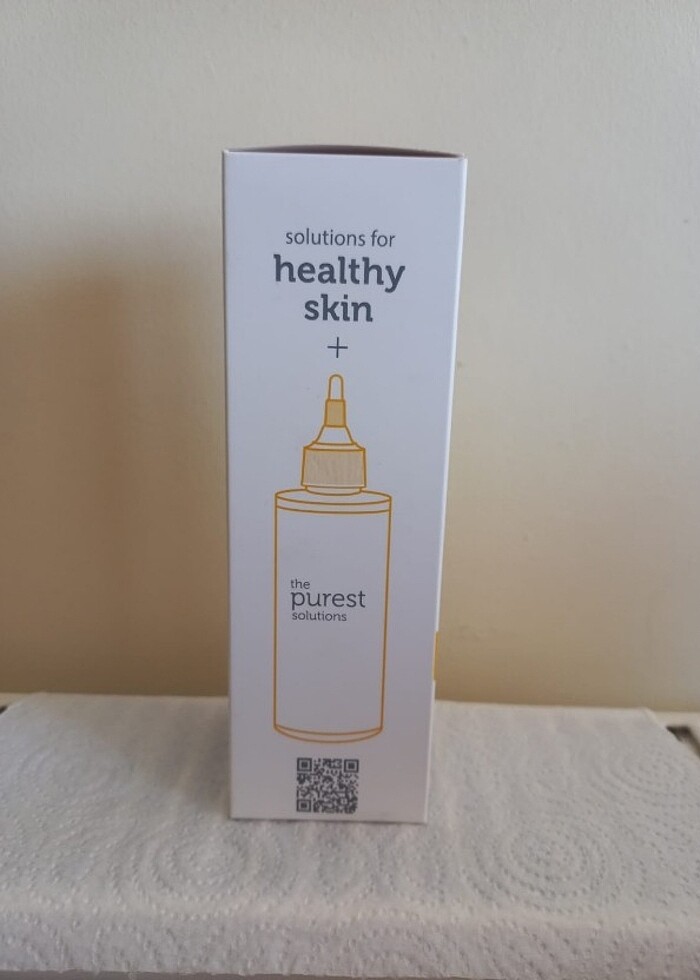 solutions for
healthy
skin
+
the
purest
solutions